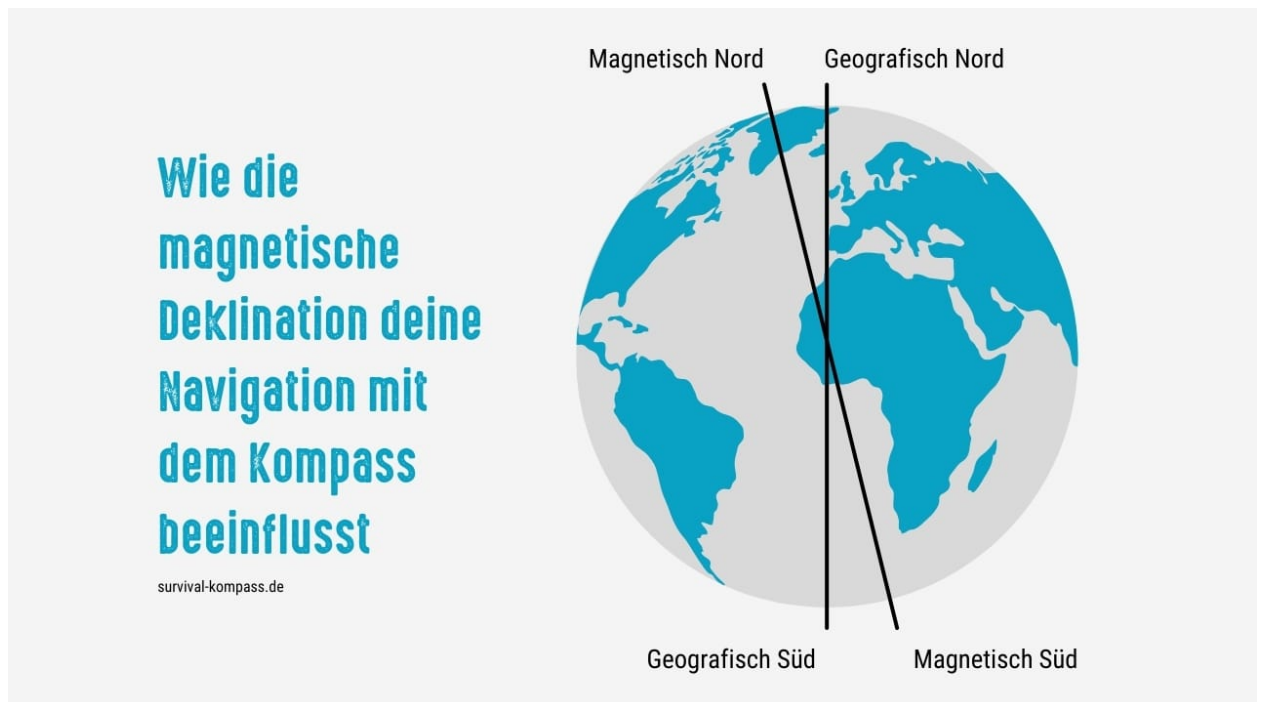 Wie die
magnetische
Deklination deine
Navigation mit
dem Kompass
beeinflusst
survival-kompass.de
Magnetisch Nord
Geografisch Nord
Geografisch Süd
Magnetisch Süd